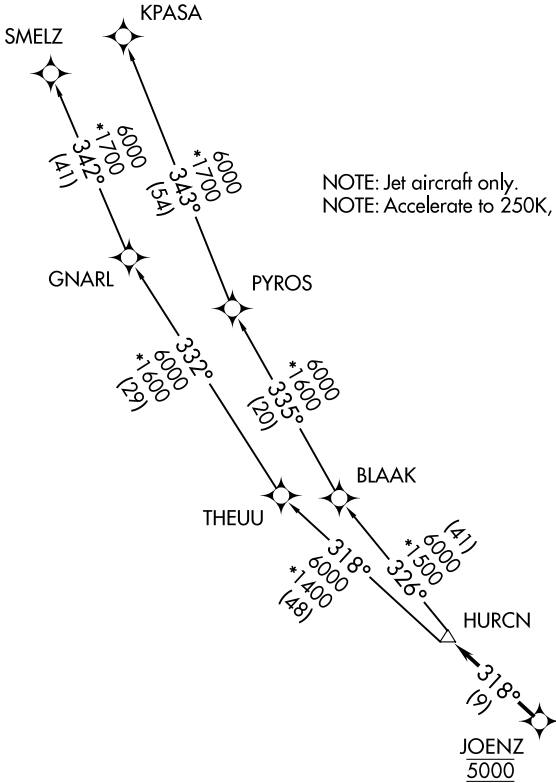 KPASA
SMELZ
6000
*1700
342°
(41)
6000
*1700
343°
(54)
NOTE: Jet aircraft only.
NOTE: Accelerate to 250K,
GNARL
PYROS
332°
6000
*1600
(29)
6000
*1600
335°
(20)
BLAAK
THEUU
318°
6000
*1400
(48)
(41)
6000
*1500
326°
HURCN
318°
(9)
JOENZ
5000